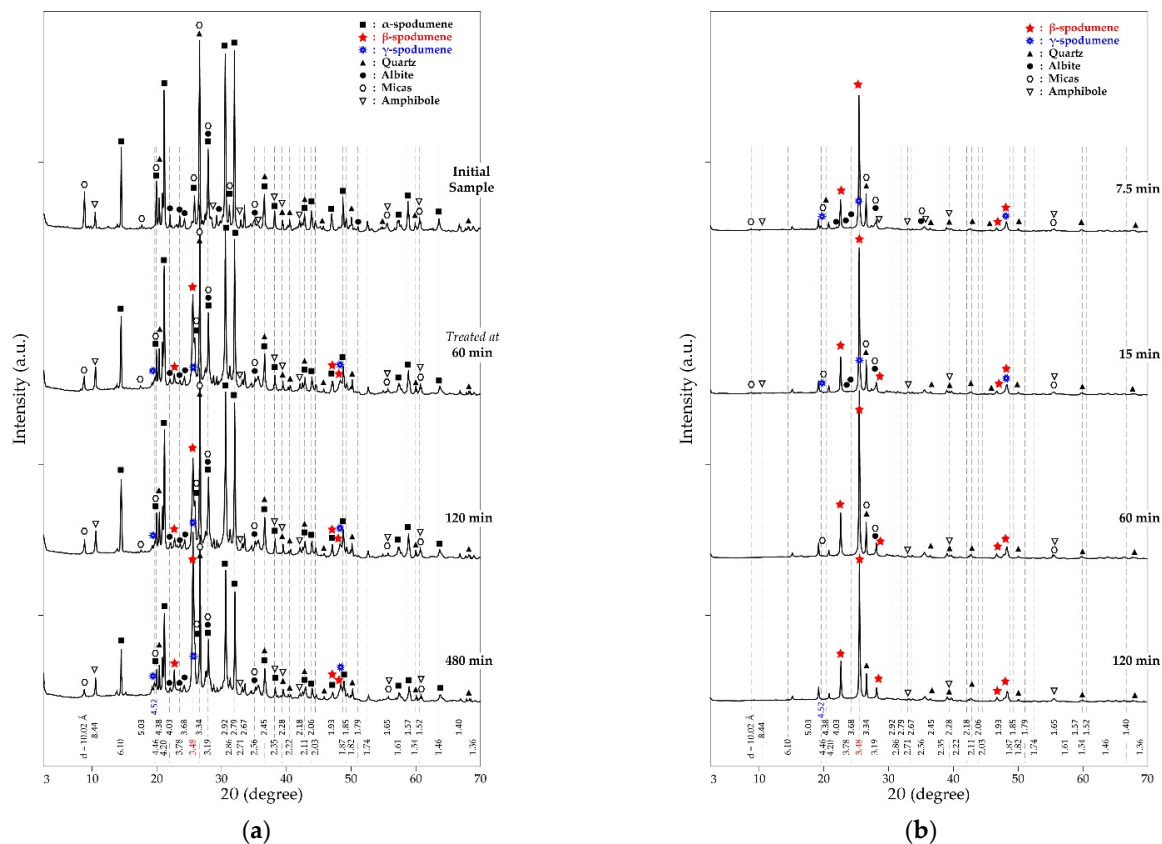 ■ : α-spodumene
★ : β-spodumene
✸ : γ-spodumene
▲ : Quartz
● : Albite
○ : Micas
▽ : Amphibole
Initial
Sample
Treated at
60 min
120 min
480 min
Intensity (a.u.)
d = 10.02 Å
8.44
6.10
5.03
4.52
4.46
4.38
4.20
4.03
3.78
3.68
3.48
3.34
3.19
2.92
2.86
2.79
2.71
2.67
2.56
2.45
2.35
2.28
2.22
2.18
2.11
2.06
2.03
1.93
1.87
1.85
1.82
1.79
1.74
1.65
1.61
1.57
1.54
1.52
1.46
1.40
1.36
3 10 20 30 40 50 60 70
2θ (degree)
(a)
★ : β-spodumene
✸ : γ-spodumene
▲ : Quartz
● : Albite
○ : Micas
▽ : Amphibole
7.5 min
15 min
60 min
120 min
Intensity (a.u.)
d = 10.02 Å
8.44
6.10
5.03
4.52
4.46
4.38
4.20
4.03
3.78
3.68
3.48
3.34
3.19
2.92
2.86
2.79
2.71
2.67
2.56
2.45
2.35
2.28
2.22
2.18
2.11
2.06
2.03
1.93
1.87
1.85
1.82
1.79
1.74
1.65
1.61
1.57
1.54
1.52
1.46
1.40
1.36
3 10 20 30 40 50 60 70
2θ (degree)
(b)